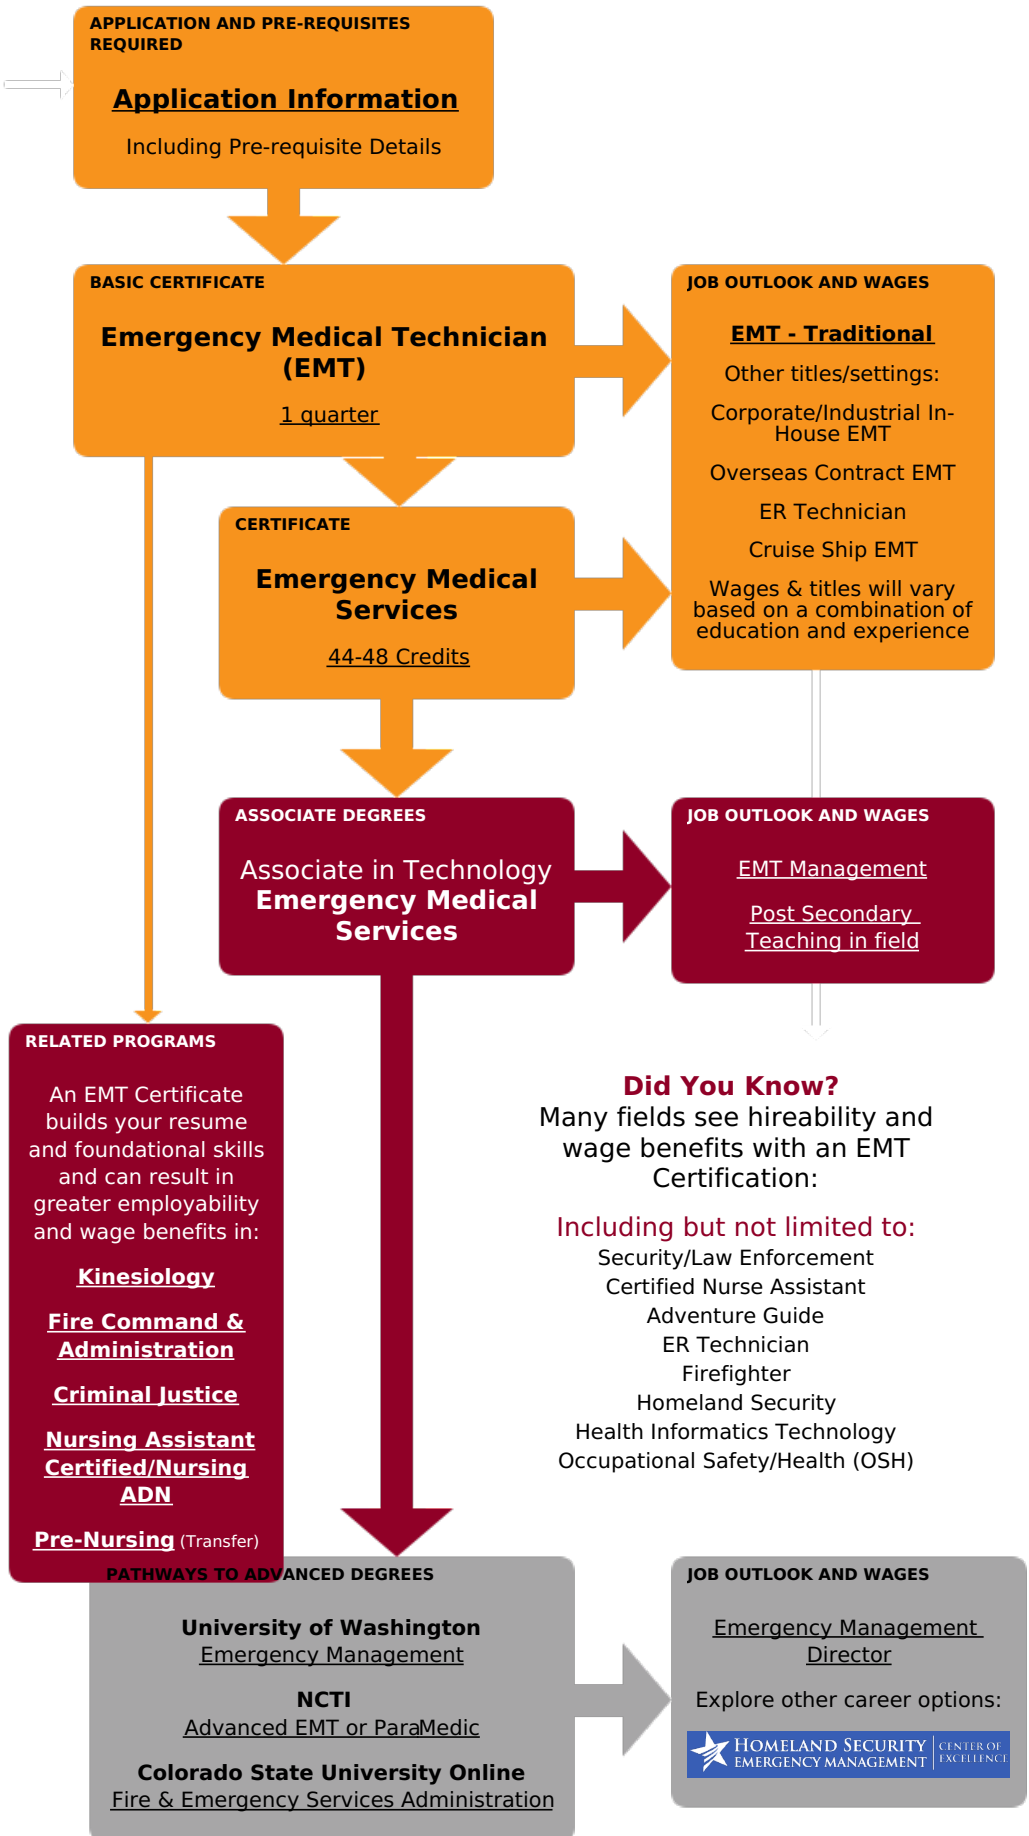 APPLICATION AND PRE-REQUISITES
REQUIRED
Application Information
Including Pre-requisite Details
BASIC CERTIFICATE
Emergency Medical Technician
(EMT)
1 quarter
JOB OUTLOOK AND WAGES
EMT - Traditional
Other titles/settings:
Corporate/Industrial In-
House EMT
Overseas Contract EMT
ER Technician
Cruise Ship EMT
Wages & titles will vary
based on a combination of
education and experience
CERTIFICATE
Emergency Medical
Services
44-48 Credits
ASSOCIATE DEGREES
Associate in Technology
Emergency Medical
Services
JOB OUTLOOK AND WAGES
EMT Management
Post Secondary
Teaching in field
RELATED PROGRAMS
An EMT Certificate
builds your resume
and foundational skills
and can result in
greater employability
and wage benefits in:
Kinesiology
Fire Command &
Administration
Criminal Justice
Nursing Assistant
Certified/Nursing
ADN
Pre-Nursing (Transfer)
Did You Know?
Many fields see hireability and
wage benefits with an EMT
Certification:
Including but not limited to:
Security/Law Enforcement
Certified Nurse Assistant
Adventure Guide
ER Technician
Firefighter
Homeland Security
Health Informatics Technology
Occupational Safety/Health (OSH)
PATHWAYS TO ADVANCED DEGREES
University of Washington
Emergency Management
NCTI
Advanced EMT or ParaMedic
Colorado State University Online
Fire & Emergency Services Administration
JOB OUTLOOK AND WAGES
Emergency Management
Director
Explore other career options:
HOMELAND SECURITY
EMERGENCY MANAGEMENT
CENTER OF
EXCELLENCE